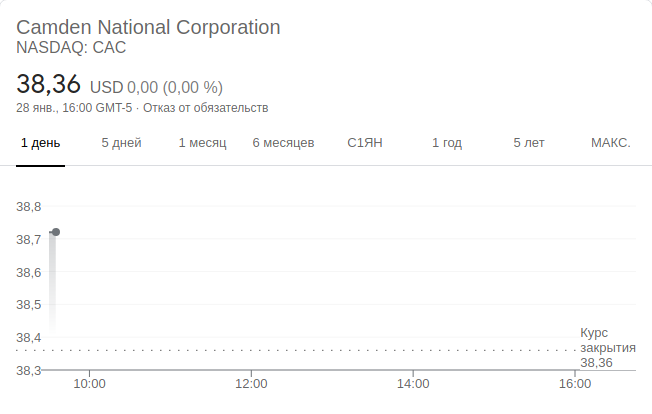 Camden National Corporation
NASDAQ: CAC
38,36 USD 0,00 (0,00 %)
28 янв., 16:00 GMT-5 · Отказ от обязательств
1 день 5 дней 1 месяц 6 месяцев С1ЯН 1 год 5 лет МАКС.
38,8
38,7
38,6
38,5
38,4
38,3
Курс
закрытия
38,36
10:00 12:00 14:00 16:00